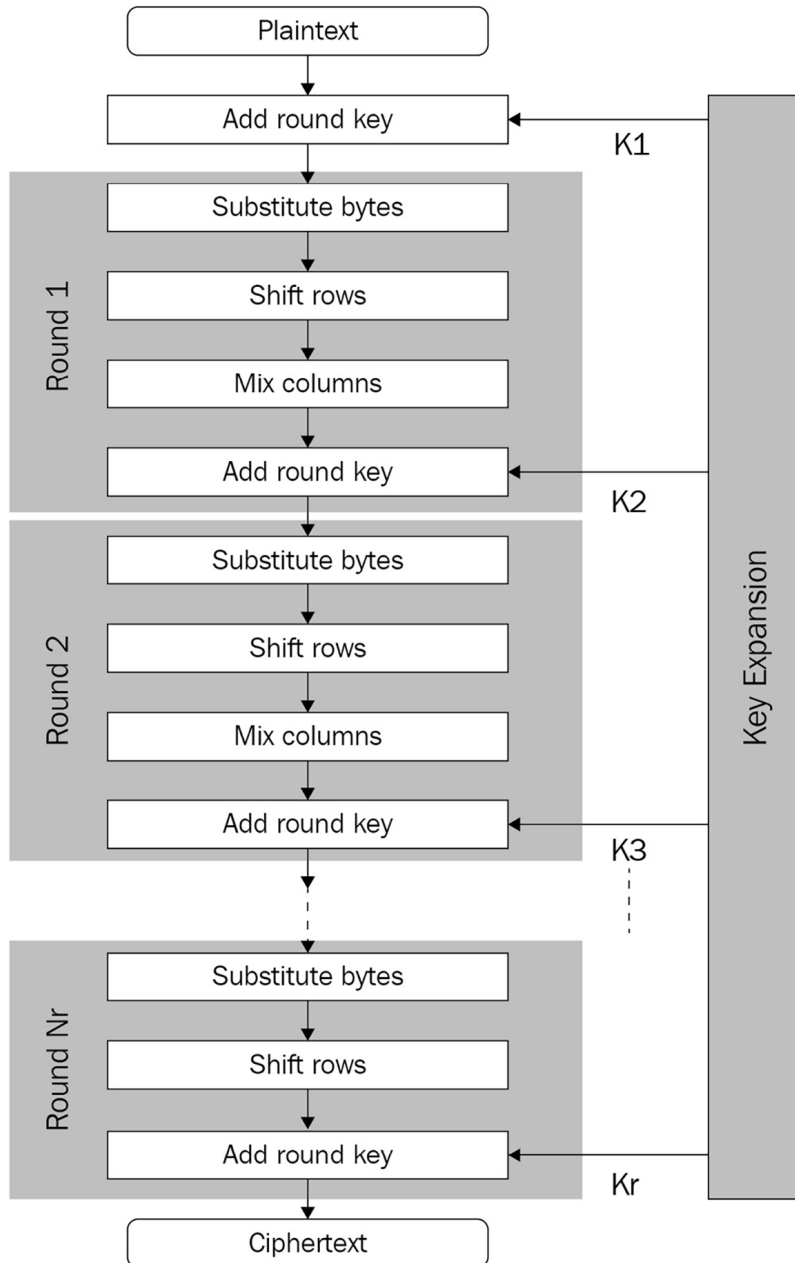 Plaintext
Add round key
K1
Round 1
Substitute bytes
Shift rows
Mix columns
Add round key
K2
Round 2
Substitute bytes
Shift rows
Mix columns
Add round key
K3
Key Expansion
Round Nr
Substitute bytes
Shift rows
Add round key
Kr
Ciphertext